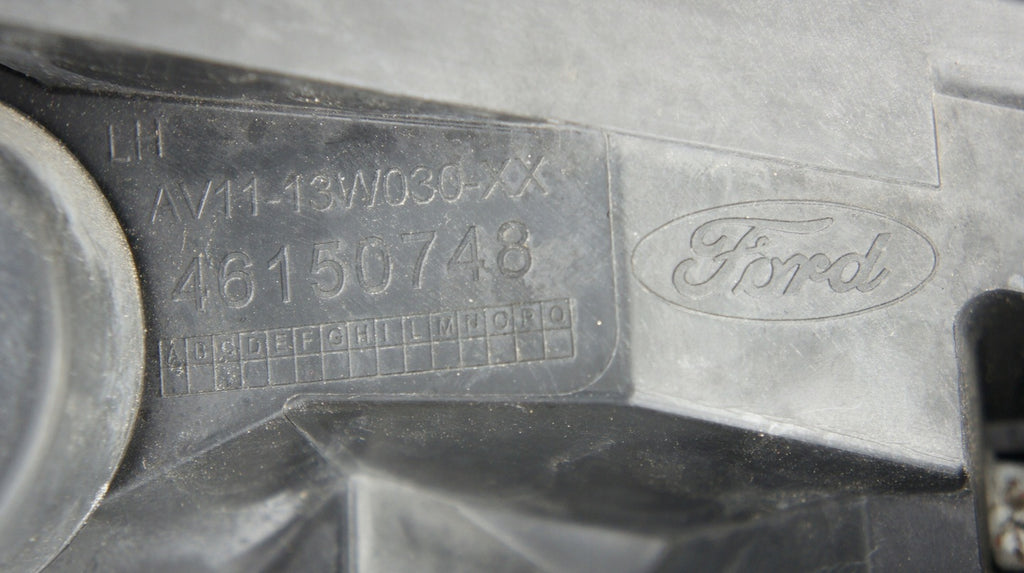 LH
AV11-13W030-XX
46150748
A B C D E F G H I L M N O P Q
Ford